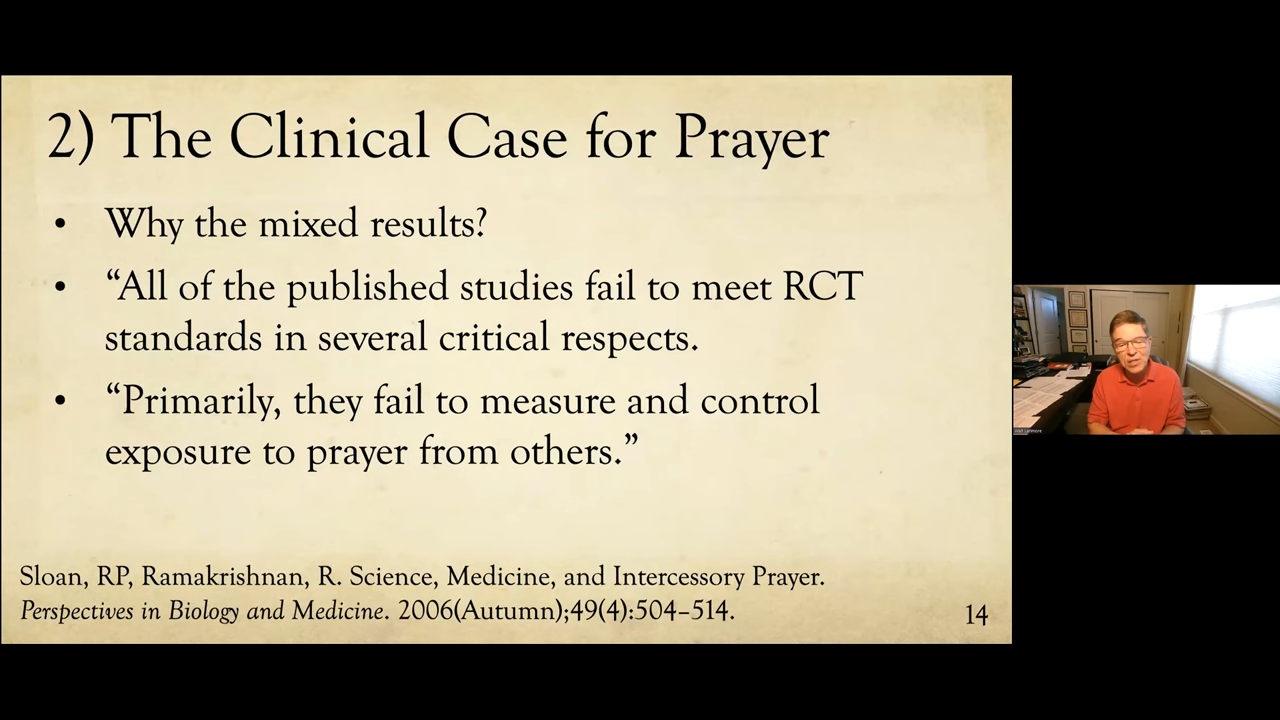 2) The Clinical Case for Prayer
• Why the mixed results?
• “All of the published studies fail to meet RCT
standards in several critical respects.
• “Primarily, they fail to measure and control
exposure to prayer from others.”
Sloan, RP, Ramakrishnan, R. Science, Medicine, and Intercessory Prayer.
Perspectives in Biology and Medicine. 2006(Autumn);49(4):504–514.
14
Walt Larimore